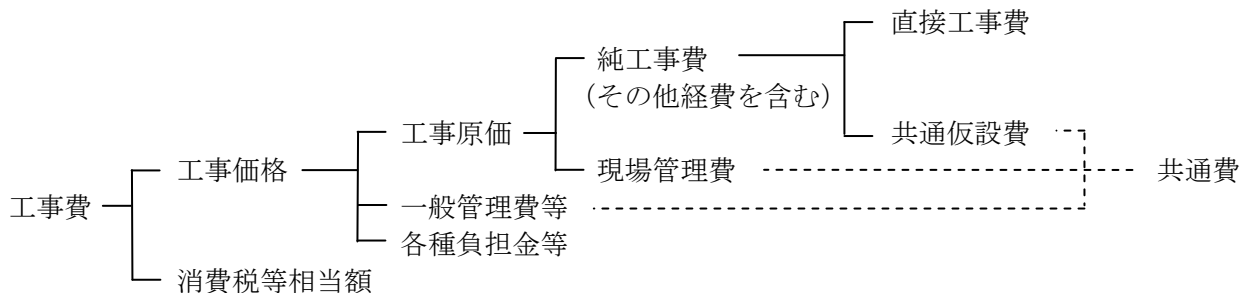 直接工事費
純工事費
（その他経費を含む）
工事原価
共通仮設費
工事価格
現場管理費
共通費
工事費
一般管理費等
各種負担金等
消費税等相当額